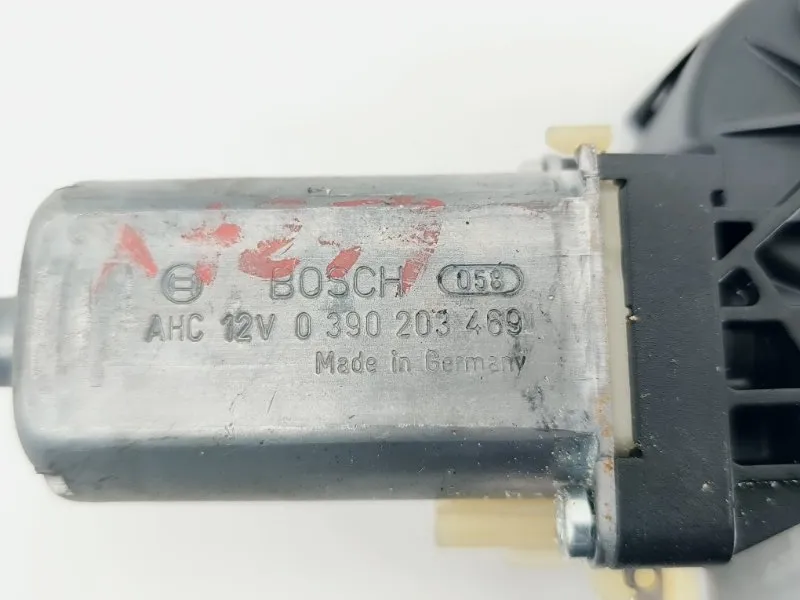 BOSCH 058
AHC 12V 0 390 203 469
Made in Germany